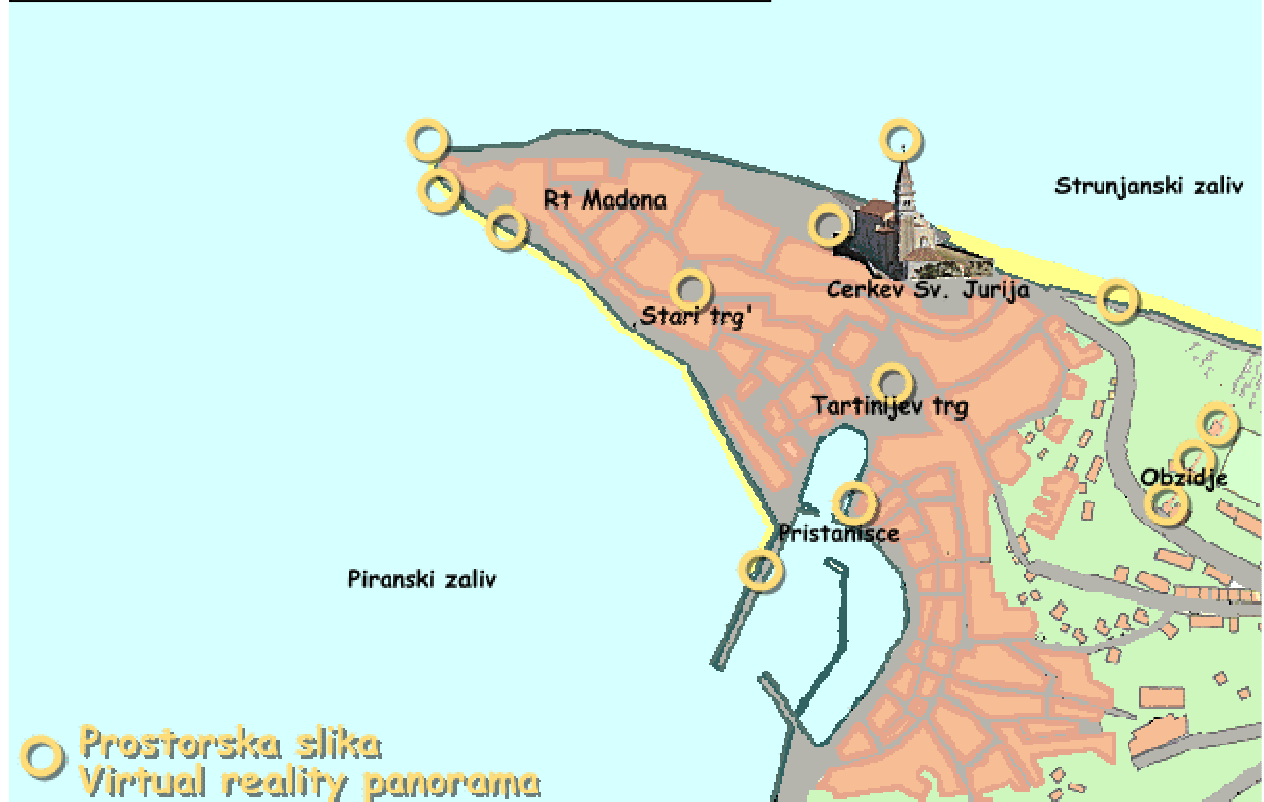 Strunjanski zaliv
Rt Madona
Cerkev Sv. Jurija
‚Stari trg'
Tartinijev trg
Obzidje
Pristanisce
Piranski zaliv
Prostorska slika
Virtual reality panorama